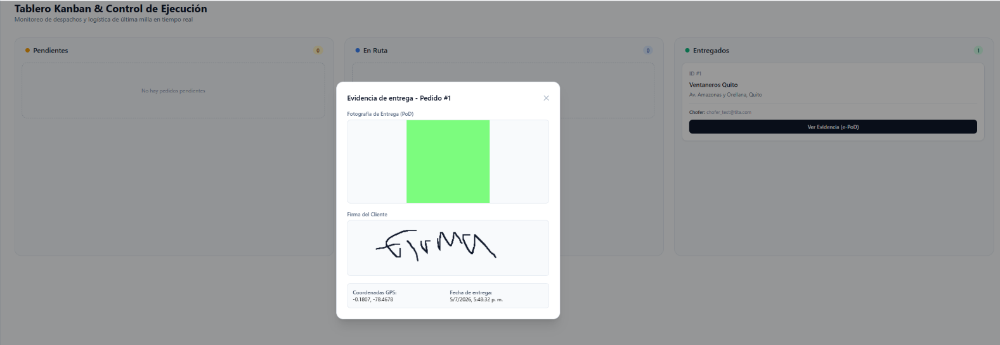 Tablero Kanban & Control de Ejecución
Monitoreo de despachos y logística de última milla en tiempo real
Pendientes
0
No hay pedidos pendientes
En Ruta
0
Entregados
1
ID #1
Ventaneros Quito
Av. Amazonas y Orellana, Quito
Chofer: chofer_test@tita.com
Ver Evidencia (e-PoD)
Evidencia de entrega - Pedido #1
Fotografía de Entrega (PoD)
Firma del Cliente
FIrMA
Coordenadas GPS:
-0.1807, -78.4678
Fecha de entrega:
5/7/2026, 5:48:32 p. m.